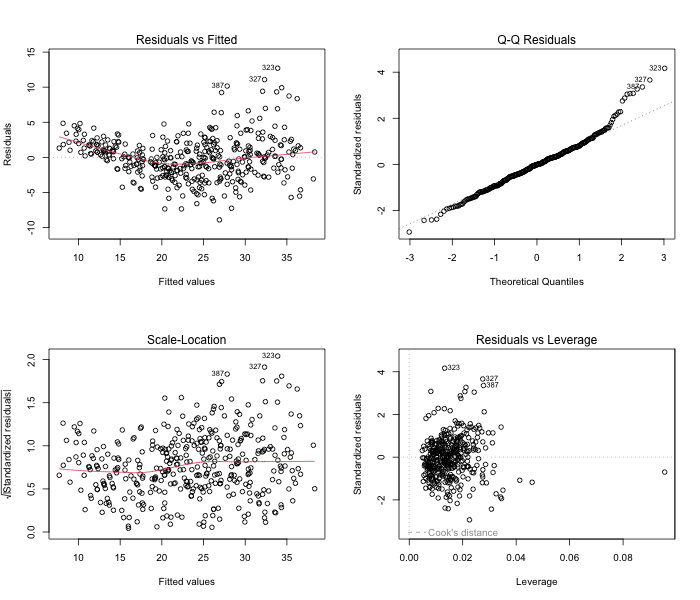 Residuals vs Fitted
Residuals
15
10
5
0
-5
-10
323
327
387
10 15 20 25 30 35
Fitted values
Q-Q Residuals
Standardized residuals
4
2
0
-2
323
327
387
-3 -2 -1 0 1 2 3
Theoretical Quantiles
Scale-Location
√|Standardized residuals|
2.0
1.5
1.0
0.5
0.0
323
327
387
10 15 20 25 30 35
Fitted values
Residuals vs Leverage
Standardized residuals
4
2
0
-2
323
327
387
Cook's distance
0.00 0.02 0.04 0.06 0.08
Leverage